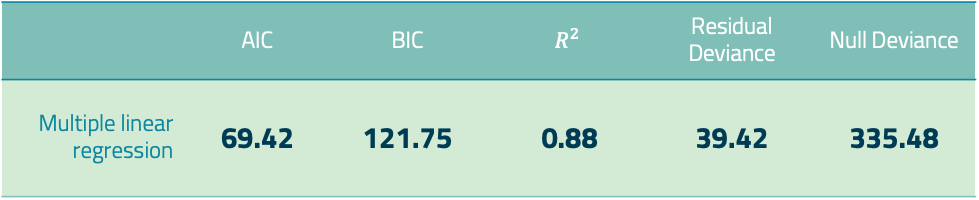 AIC BIC R² Residual Deviance Null Deviance
Multiple linear regression 69.42 121.75 0.88 39.42 335.48